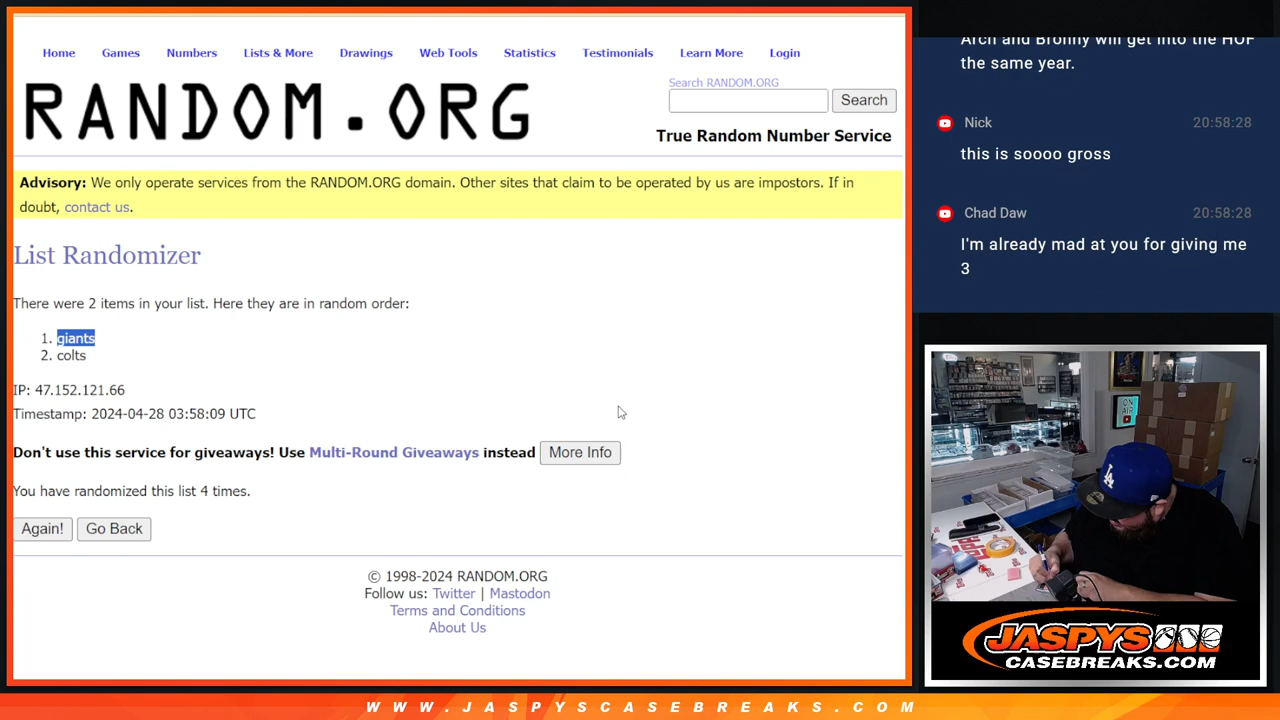 Home Games Numbers Lists & More Drawings Web Tools Statistics Testimonials Learn More Login
RANDOM.ORG
Search RANDOM.ORG
Search
True Random Number Service
Advisory: We only operate services from the RANDOM.ORG domain. Other sites that claim to be operated by us are impostors. If in
doubt, contact us.
List Randomizer
There were 2 items in your list. Here they are in random order:
1. giants
2. colts
IP: 47.152.121.66
Timestamp: 2024-04-28 03:58:09 UTC
Don't use this service for giveaways! Use Multi-Round Giveaways instead More Info
You have randomized this list 4 times.
Again! Go Back
© 1998-2024 RANDOM.ORG
Follow us: Twitter | Mastodon
Terms and Conditions
About Us
Arch and Bronny will get into the HOF
the same year.
Nick 20:58:28
this is soooo gross
Chad Daw 20:58:28
I'm already mad at you for giving me
3
ON
AIR
LA
JASPYS
CASEBREAKS.COM
WWW.JASPYSCASEBREAKS.COM